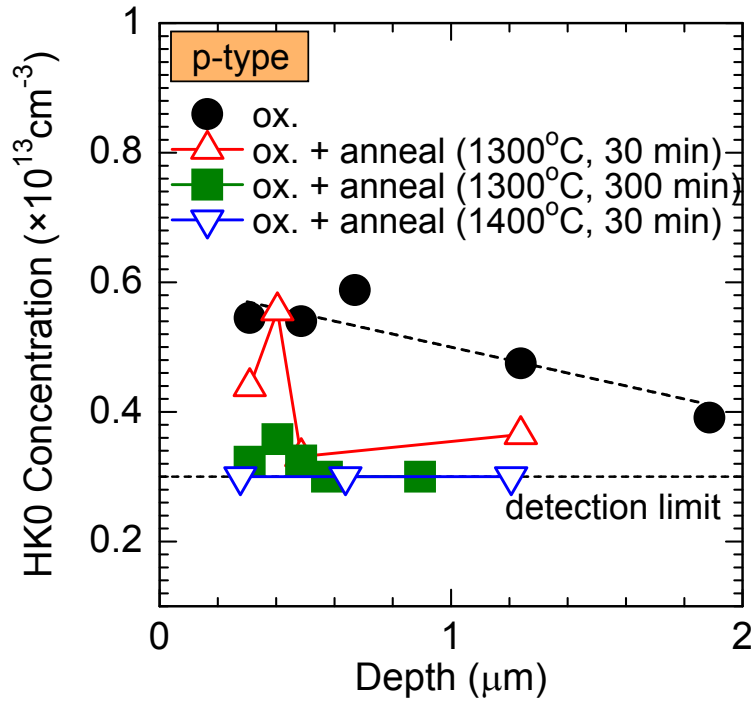 p-type
ox.
ox. + anneal (1300°C, 30 min)
ox. + anneal (1300°C, 300 min)
ox. + anneal (1400°C, 30 min)
detection limit
HK0 Concentration (×10¹³cm⁻³)
1
0.8
0.6
0.4
0.2
0 1 2
Depth (μm)